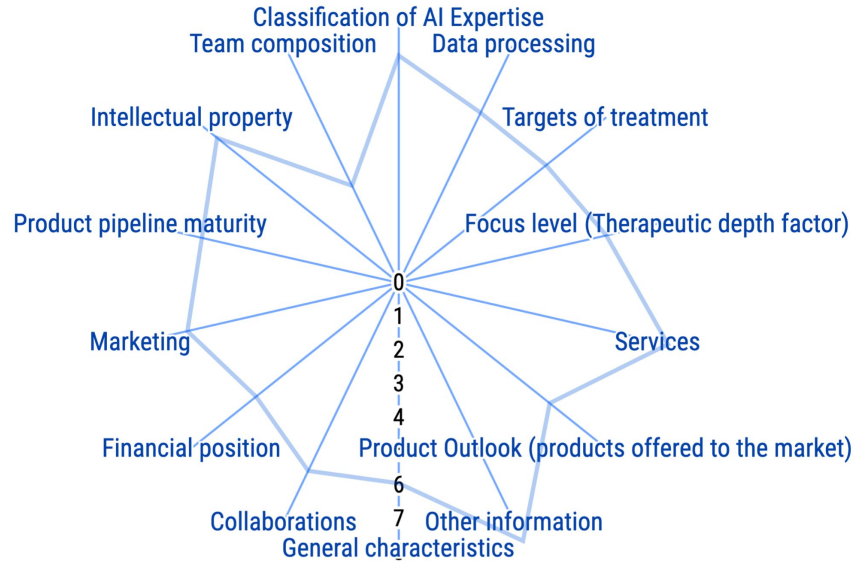 Classification of AI Expertise
Team composition
Data processing
Intellectual property
Targets of treatment
Product pipeline maturity
Focus level (Therapeutic depth factor)
0
1
2
3
4
6
7
Marketing
Services
Financial position
Product Outlook (products offered to the market)
Collaborations
Other information
General characteristics